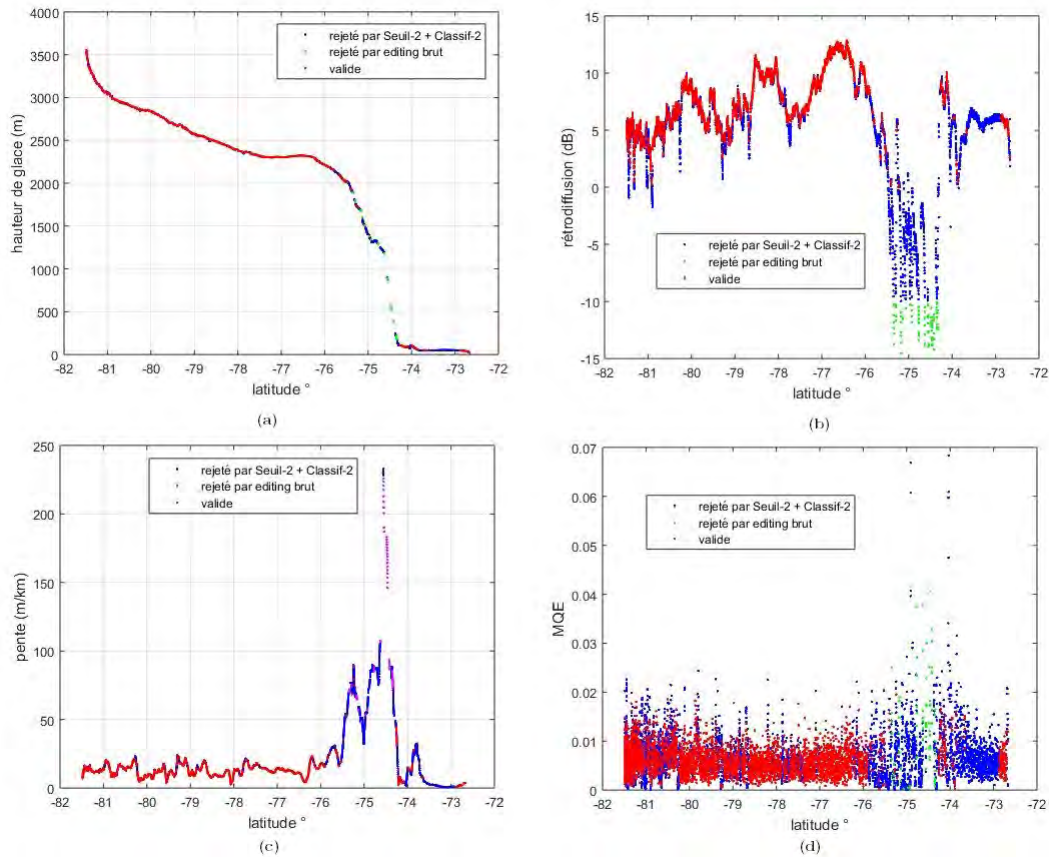 4000
3500
3000
2500
2000
1500
1000
500
0
hauteur de glace (m)
rejeté par Seuil-2 + Classif-2
rejeté par editing brut
valide
-82 -81 -80 -79 -78 -77 -76 -75 -74 -73 -72
latitude °
(a)
15
10
5
0
-5
-10
-15
rétrodiffusion (dB)
rejeté par Seuil-2 + Classif-2
rejeté par editing brut
valide
-82 -81 -80 -79 -78 -77 -76 -75 -74 -73 -72
latitude °
(b)
250
200
150
100
50
0
pente (m/km)
rejeté par Seuil-2 + Classif-2
rejeté par editing brut
valide
-82 -81 -80 -79 -78 -77 -76 -75 -74 -73 -72
latitude °
(c)
0.07
0.06
0.05
0.04
0.03
0.02
0.01
0
MQE
rejeté par Seuil-2 + Classif-2
rejeté par editing brut
valide
-82 -81 -80 -79 -78 -77 -76 -75 -74 -73 -72
latitude °
(d)